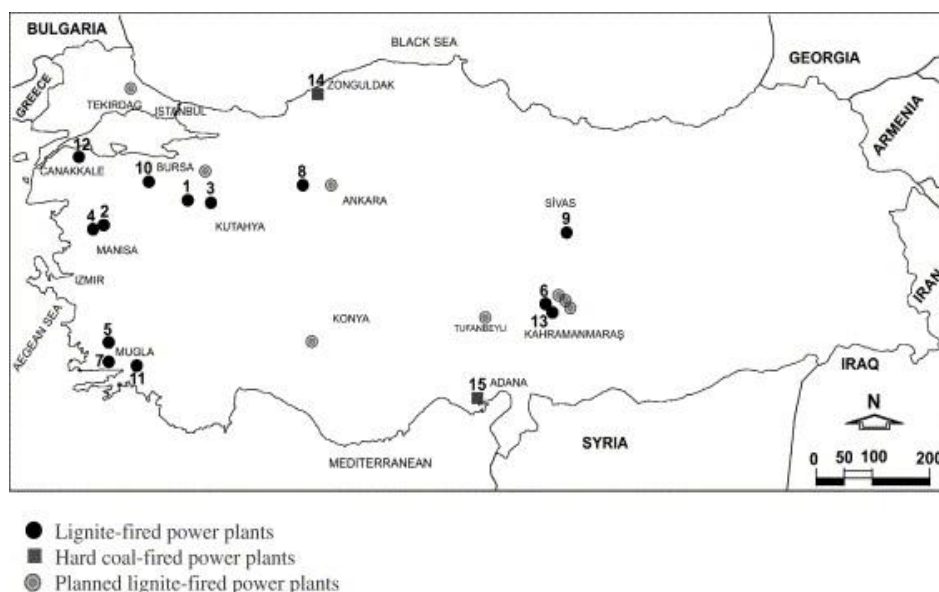 BULGARIA
BLACK SEA
GEORGIA
GREECE
TEKIRDAG
ISTANBUL
14
ZONGULDAK
ARMENIA
12
CANAKKALE
10
BURSA
1
3
KUTAHYA
8
ANKARA
SİVAS
9
4
2
MANISA
IZMIR
IRAN
AEGEAN SEA
6
13
KAHRAMANMARAŞ
KONYA
TUFANBEYLI
5
7
MUGLA
11
15
ADANA
IRAQ
N
SYRIA
MEDITERRANEAN
0 50 100 200
Lignite-fired power plants
Hard coal-fired power plants
Planned lignite-fired power plants